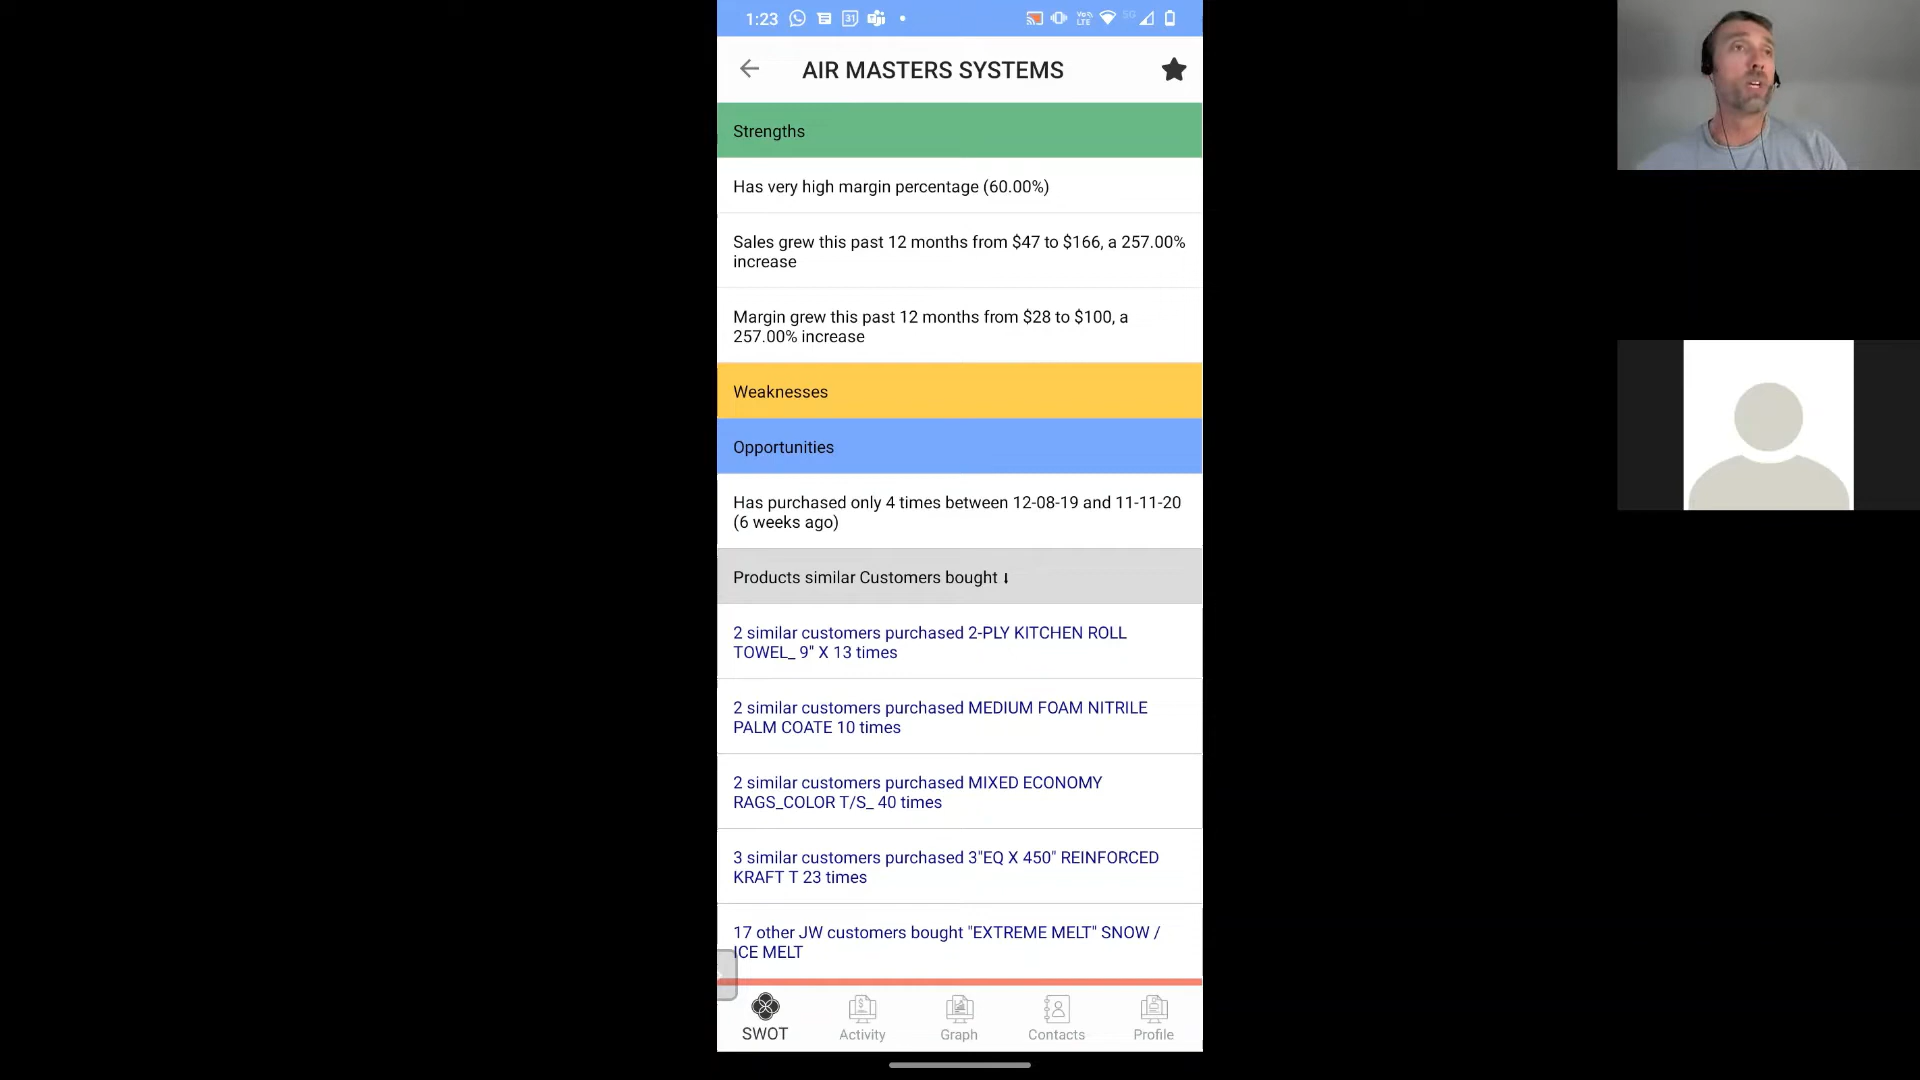 1:23
31
Vo
LTE
5G
AIR MASTERS SYSTEMS
Strengths
Has very high margin percentage (60.00%)
Sales grew this past 12 months from $47 to $166, a 257.00%
increase
Margin grew this past 12 months from $28 to $100, a
257.00% increase
Weaknesses
Opportunities
Has purchased only 4 times between 12-08-19 and 11-11-20
(6 weeks ago)
Products similar Customers bought ⬇
2 similar customers purchased 2-PLY KITCHEN ROLL
TOWEL_ 9" X 13 times
2 similar customers purchased MEDIUM FOAM NITRILE
PALM COATE 10 times
2 similar customers purchased MIXED ECONOMY
RAGS_COLOR T/S_ 40 times
3 similar customers purchased 3"EQ X 450" REINFORCED
KRAFT T 23 times
17 other JW customers bought "EXTREME MELT" SNOW /
ICE MELT
SWOT Activity Graph Contacts Profile